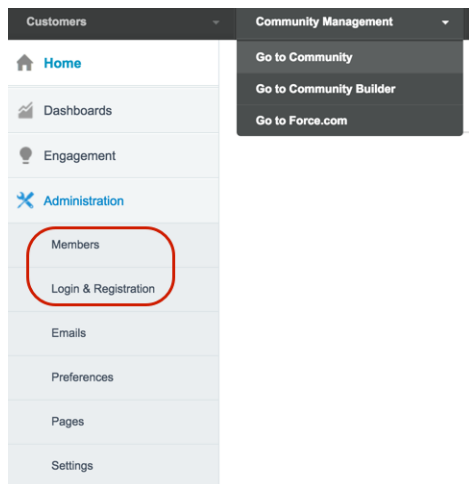 Customers
Community Management
Go to Community
Go to Community Builder
Go to Force.com
Home
Dashboards
Engagement
Administration
Members
Login & Registration
Emails
Preferences
Pages
Settings